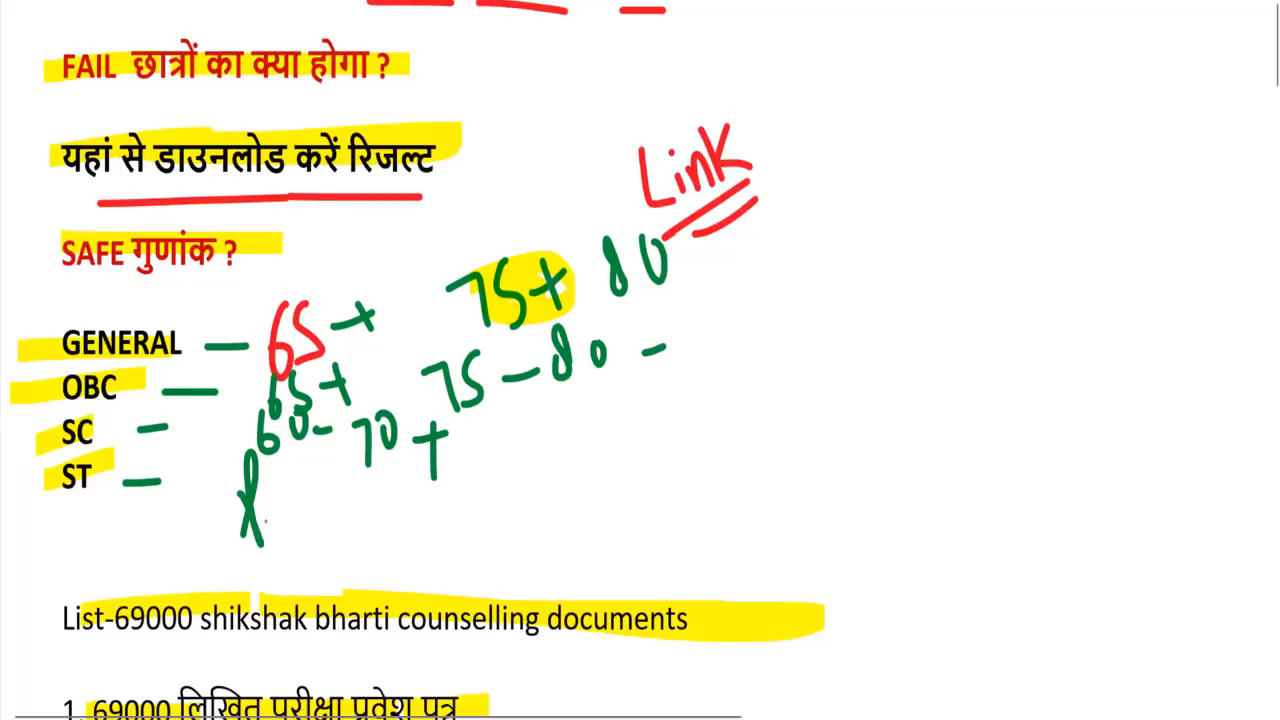 FAIL छात्रों का क्या होगा ?
यहां से डाउनलोड करें रिजल्ट
Link
SAFE गुणांक ?
75+ 80
GENERAL — 65+
OBC — 65+ 75-80 -
SC - 60-70+
ST —
List-69000 shikshak bharti counselling documents
1. 69000 लिखित परीक्षा प्रवेश पत्र